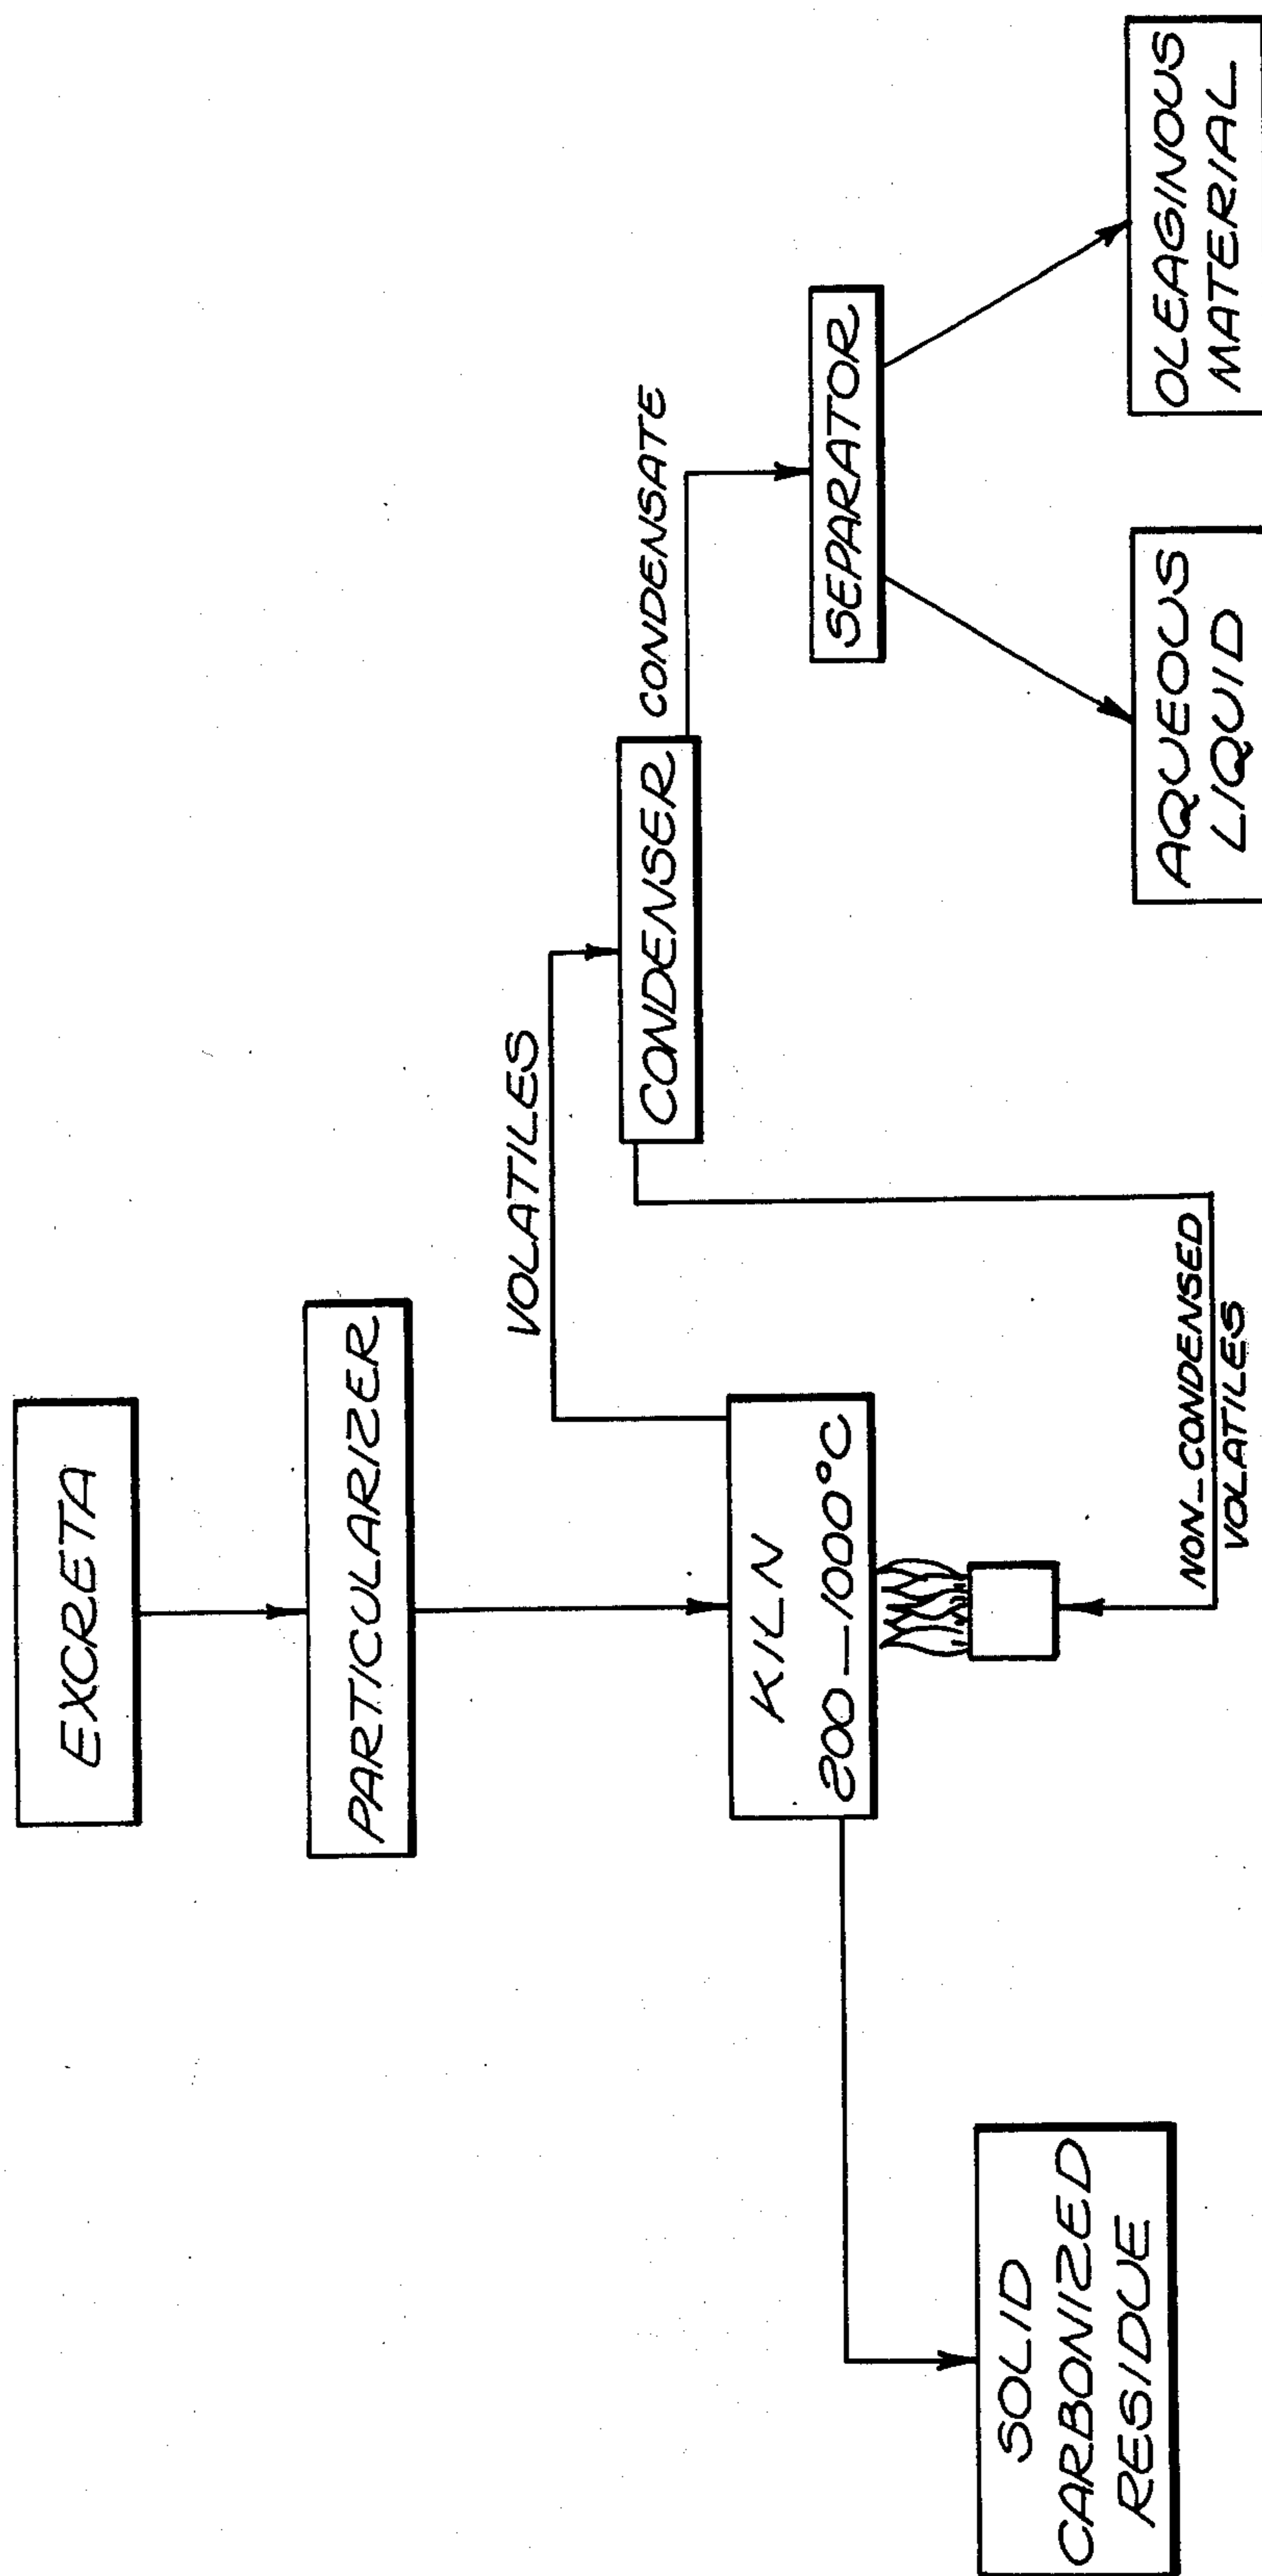 EXCRETA
PARTICULARIZER
KILN
200-1000°C
VOLATILES
CONDENSER
CONDENSATE
SEPARATOR
NON-CONDENSED
VOLATILES
SOLID
CARBONIZED
RESIDUE
AQUEOUS
LIQUID
OLEAGINOUS
MATERIAL